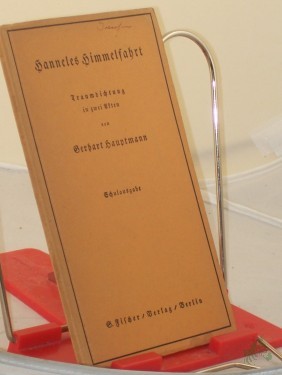 Hanneles Himmelfahrt
Traumdichtung
in zwei Akten
von
Gerhart Hauptmann
Schulausgabe
S. Fischer / Verlag / Berlin